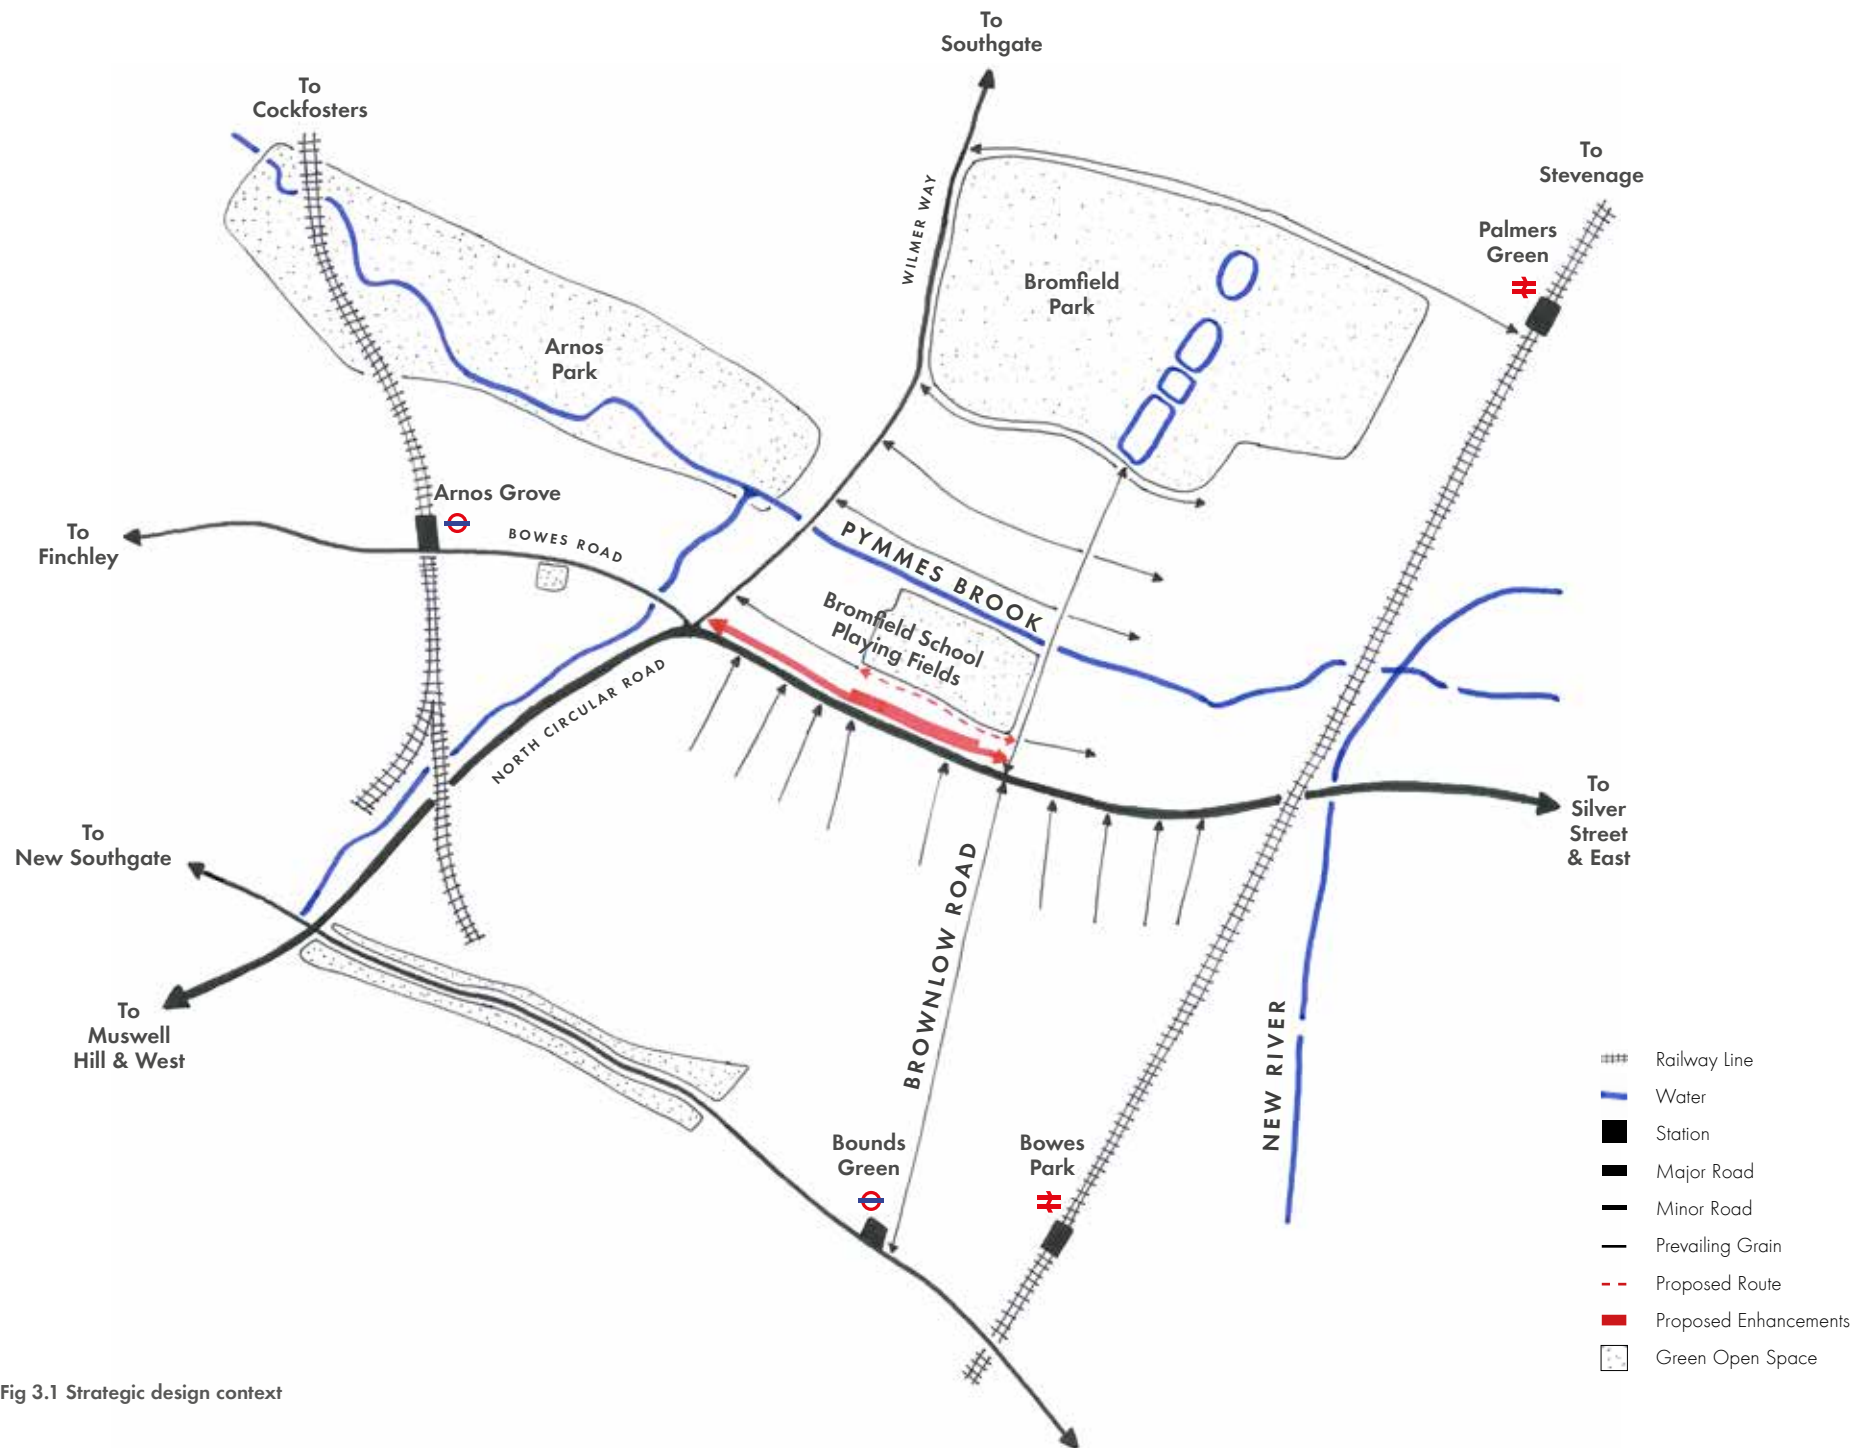 To
Southgate
To
Cockfosters
To
Stevenage
WILMER WAY
Palmers
Green
Bromfield
Park
Arnos
Park
Arnos Grove
To
Finchley
BOWES ROAD
PYMMES BROOK
Bromfield School
Playing Fields
NORTH CIRCULAR ROAD
To
Silver
Street
& East
To
New Southgate
BROWNLOW ROAD
To
Muswell
Hill & West
NEW RIVER
Bounds
Green
Bowes
Park
Railway Line
Water
Station
Major Road
Minor Road
Prevailing Grain
Proposed Route
Proposed Enhancements
Green Open Space
Fig 3.1 Strategic design context